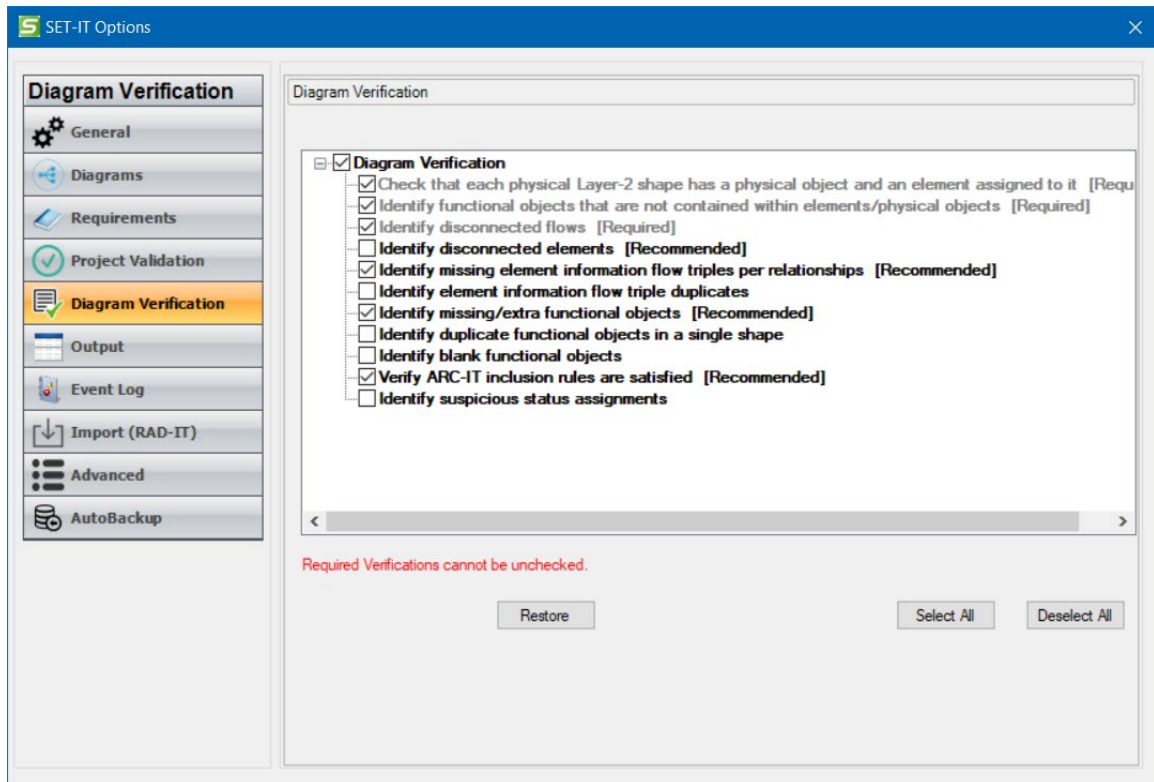 SET-IT Options
Diagram Verification
General
Diagrams
Requirements
Project Validation
Diagram Verification
Output
Event Log
Import (RAD-IT)
Advanced
AutoBackup
Diagram Verification
Diagram Verification
Check that each physical Layer-2 shape has a physical object and an element assigned to it [Requ
Identify functional objects that are not contained within elements/physical objects [Required]
Identify disconnected flows [Required]
Identify disconnected elements [Recommended]
Identify missing element information flow triples per relationships [Recommended]
Identify element information flow triple duplicates
Identify missing/extra functional objects [Recommended]
Identify duplicate functional objects in a single shape
Identify blank functional objects
Verify ARC-IT inclusion rules are satisfied [Recommended]
Identify suspicious status assignments
Required Verifications cannot be unchecked.
Restore Select All Deselect All